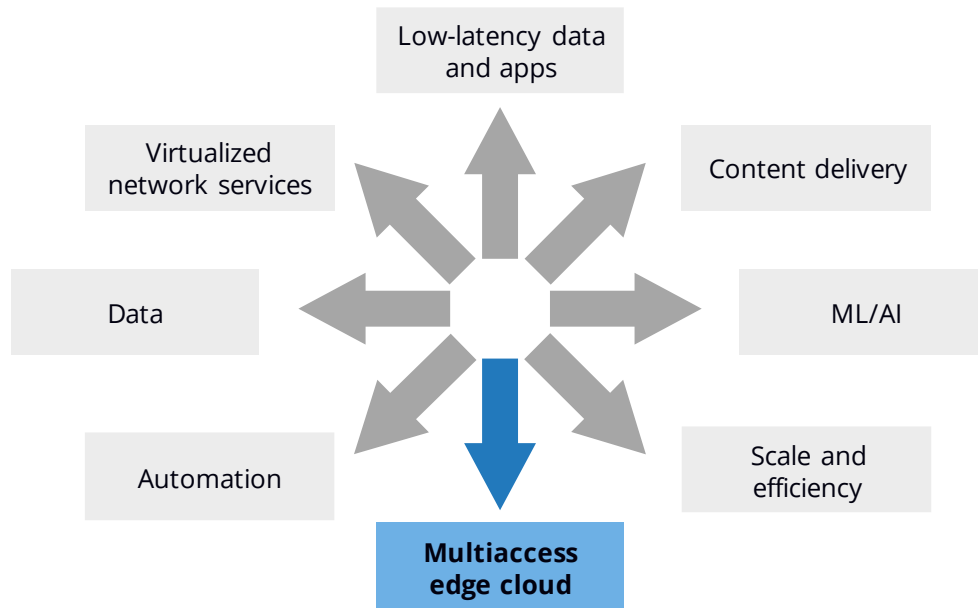 Low-latency data
and apps
Virtualized
network services
Content delivery
Data
ML/AI
Automation
Scale and
efficiency
Multiaccess
edge cloud